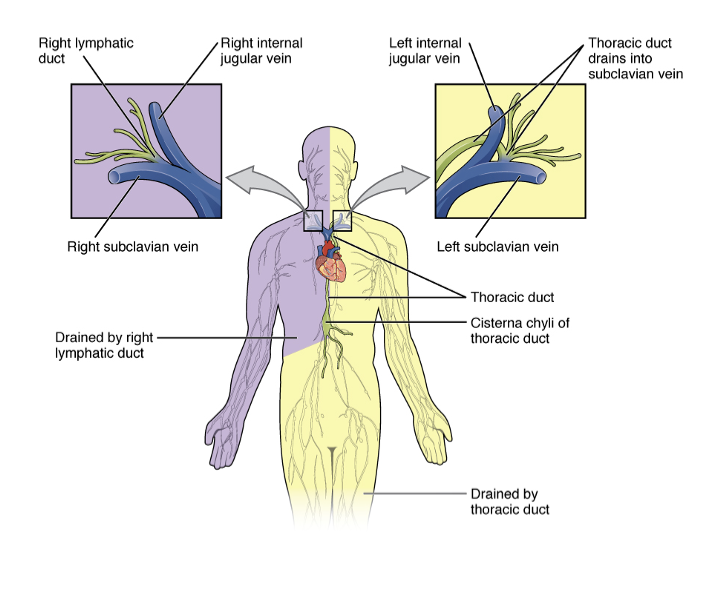 Right lymphatic
duct
Right internal
jugular vein
Left internal
jugular vein
Thoracic duct
drains into
subclavian vein
Right subclavian vein
Left subclavian vein
Thoracic duct
Cisterna chyli of
thoracic duct
Drained by right
lymphatic duct
Drained by
thoracic duct